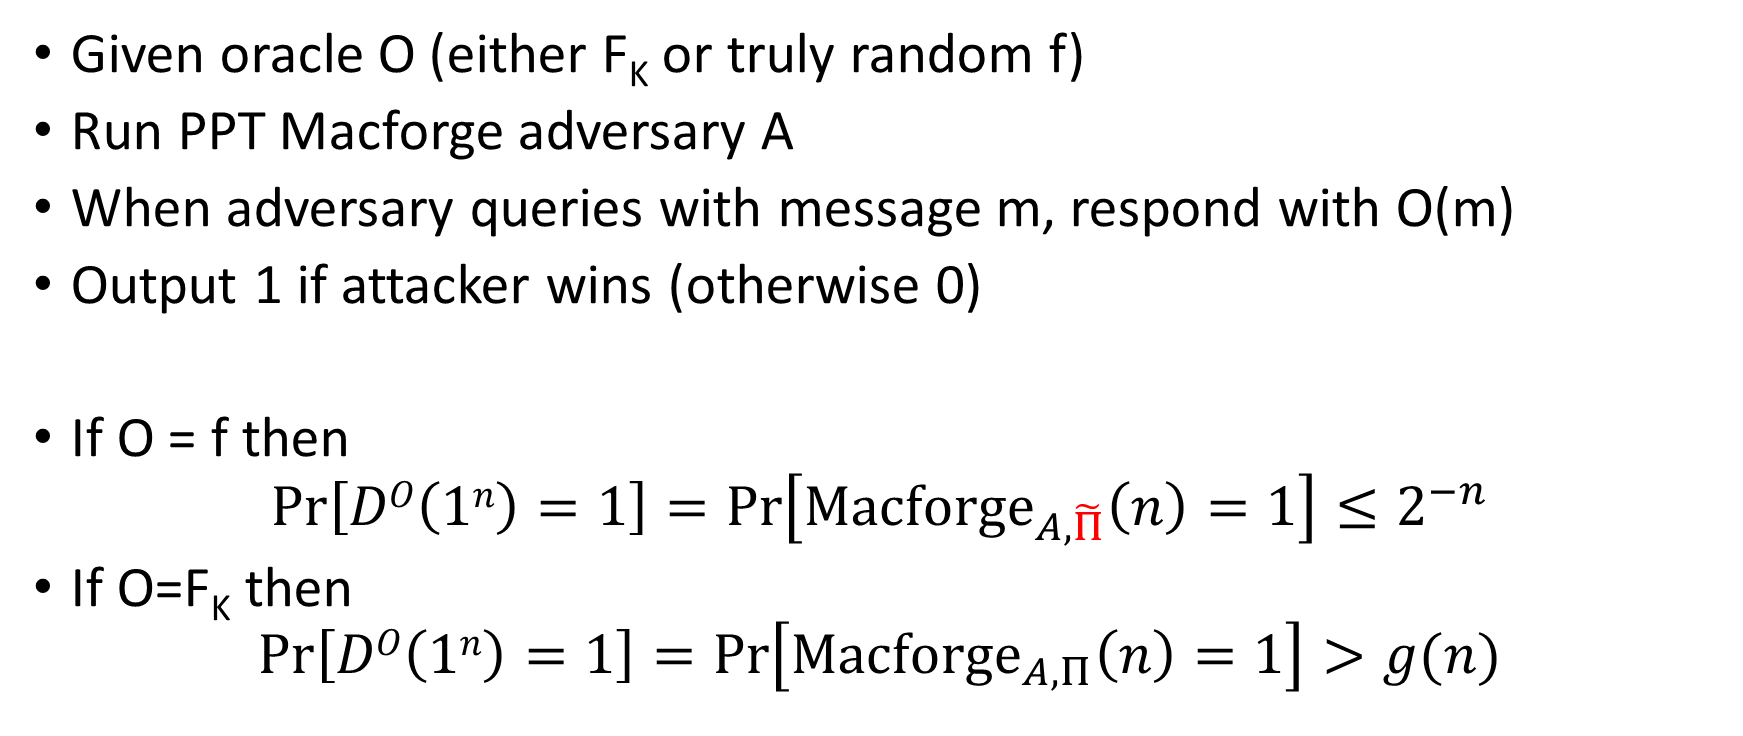 • Given oracle O (either F_K or truly random f)
• Run PPT Macforge adversary A
• When adversary queries with message m, respond with O(m)
• Output 1 if attacker wins (otherwise 0)
• If O = f then
Pr[D^O(1^n) = 1] = Pr[Macforge_{A,Π̃}(n) = 1] ≤ 2^{−n}
• If O=F_K then
Pr[D^O(1^n) = 1] = Pr[Macforge_{A,Π}(n) = 1] > g(n)